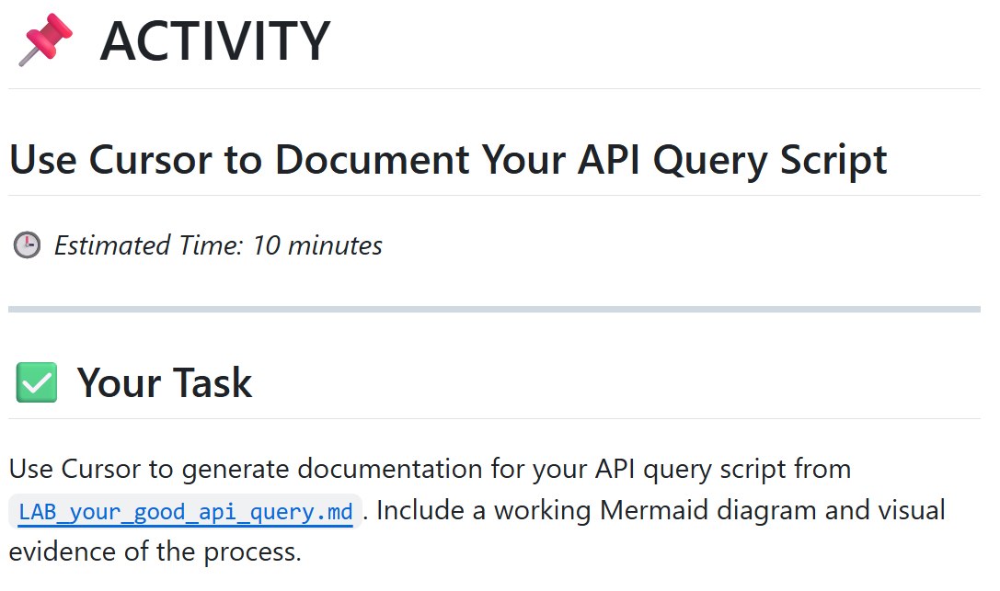 ACTIVITY
Use Cursor to Document Your API Query Script
Estimated Time: 10 minutes
Your Task
Use Cursor to generate documentation for your API query script from
LAB_your_good_api_query.md. Include a working Mermaid diagram and visual
evidence of the process.